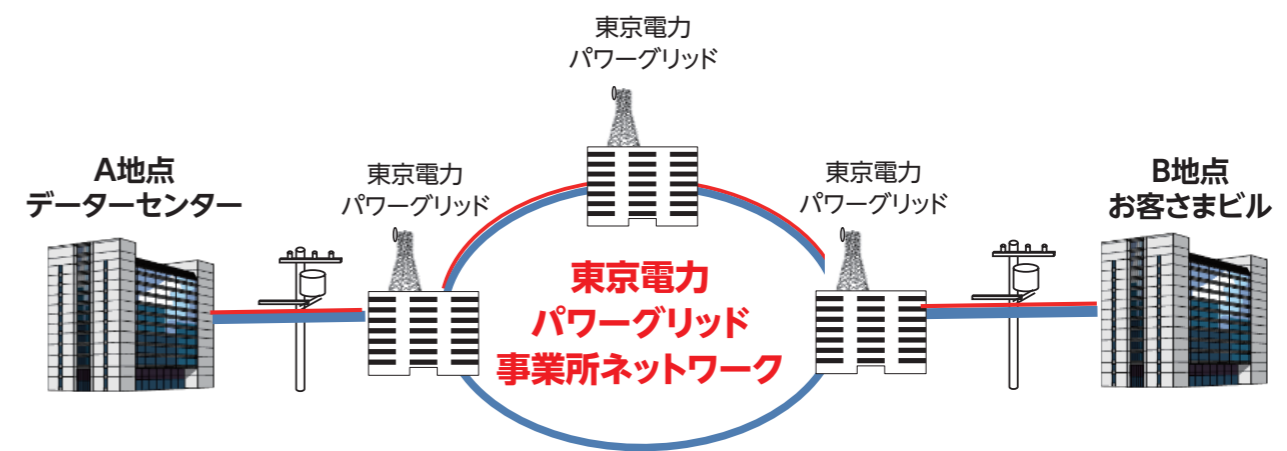 東京電力
パワーグリッド
A地点
データーセンター
東京電力
パワーグリッド
東京電力
パワーグリッド
B地点
お客さまビル
東京電力
パワーグリッド
事業所ネットワーク